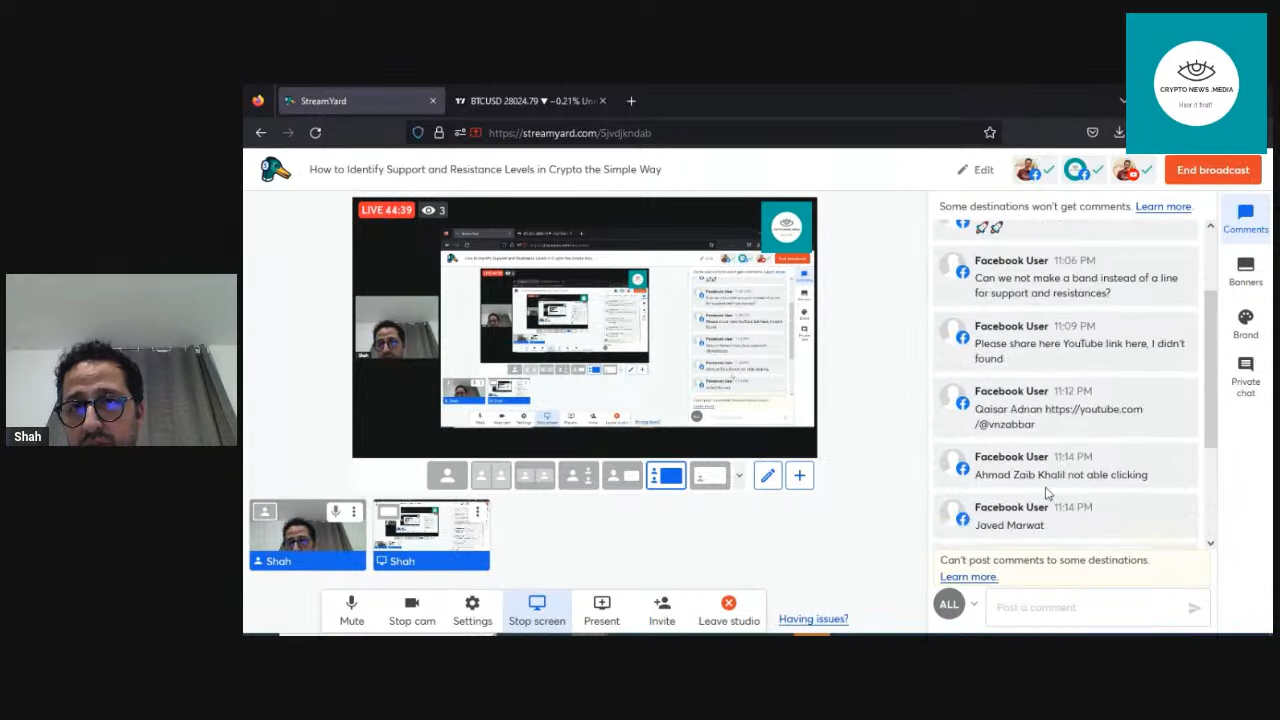 CRYPTO NEWS .MEDIA
Hear it first!
StreamYard
BTCUSD 28024.79 ▼ −0.21% Unn
https://streamyard.com/5jvdjkndab
How to Identify Support and Resistance Levels in Crypto the Simple Way
Edit
End broadcast
LIVE 44:39
3
Some destinations won't get comments. Learn more.
Comments
🚀🚀
Facebook User 11:06 PM
Can we not make a band instead of a line
for support and resistances?
Banners
Facebook User 11:09 PM
Please share here YouTube link here, I didn't
found
Brand
Facebook User 11:12 PM
Qaisar Adnan https://youtube.com
/@vnzabbar
Private
chat
Facebook User 11:14 PM
Ahmad Zaib Khalil not able clicking
Facebook User 11:14 PM
Javed Marwat
Shah
Shah
Shah
Can't post comments to some destinations.
Learn more.
ALL
Post a comment
Mute
Stop cam
Settings
Stop screen
Present
Invite
Leave studio
Having issues?